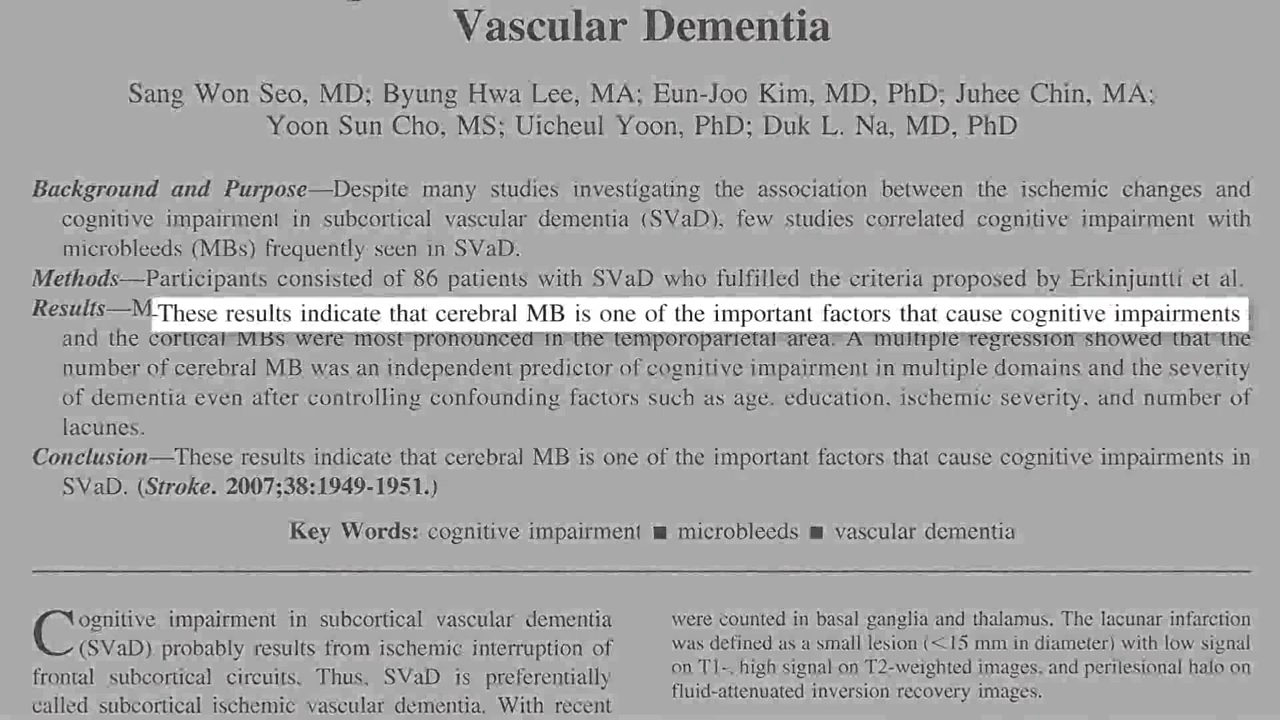 Vascular Dementia
Sang Won Seo, MD; Byung Hwa Lee, MA; Eun-Joo Kim, MD, PhD; Juhee Chin, MA;
Yoon Sun Cho, MS; Uicheul Yoon, PhD; Duk L. Na, MD, PhD
Background and Purpose—Despite many studies investigating the association between the ischemic changes and
cognitive impairment in subcortical vascular dementia (SVaD), few studies correlated cognitive impairment with
microbleeds (MBs) frequently seen in SVaD.
Methods—Participants consisted of 86 patients with SVaD who fulfilled the criteria proposed by Erkinjuntti et al.
Results—M
These results indicate that cerebral MB is one of the important factors that cause cognitive impairments
and the cortical MBs were most pronounced in the temporoparietal area. A multiple regression showed that the
number of cerebral MB was an independent predictor of cognitive impairment in multiple domains and the severity
of dementia even after controlling confounding factors such as age, education, ischemic severity, and number of
lacunes.
Conclusion—These results indicate that cerebral MB is one of the important factors that cause cognitive impairments in
SVaD. (Stroke. 2007;38:1949-1951.)
Key Words: cognitive impairment ■ microbleeds ■ vascular dementia
Cognitive impairment in subcortical vascular dementia
(SVaD) probably results from ischemic interruption of
frontal subcortical circuits. Thus, SVaD is preferentially
called subcortical ischemic vascular dementia. With recent
were counted in basal ganglia and thalamus. The lacunar infarction
was defined as a small lesion (<15 mm in diameter) with low signal
on T1-, high signal on T2-weighted images, and perilesional halo on
fluid-attenuated inversion recovery images.